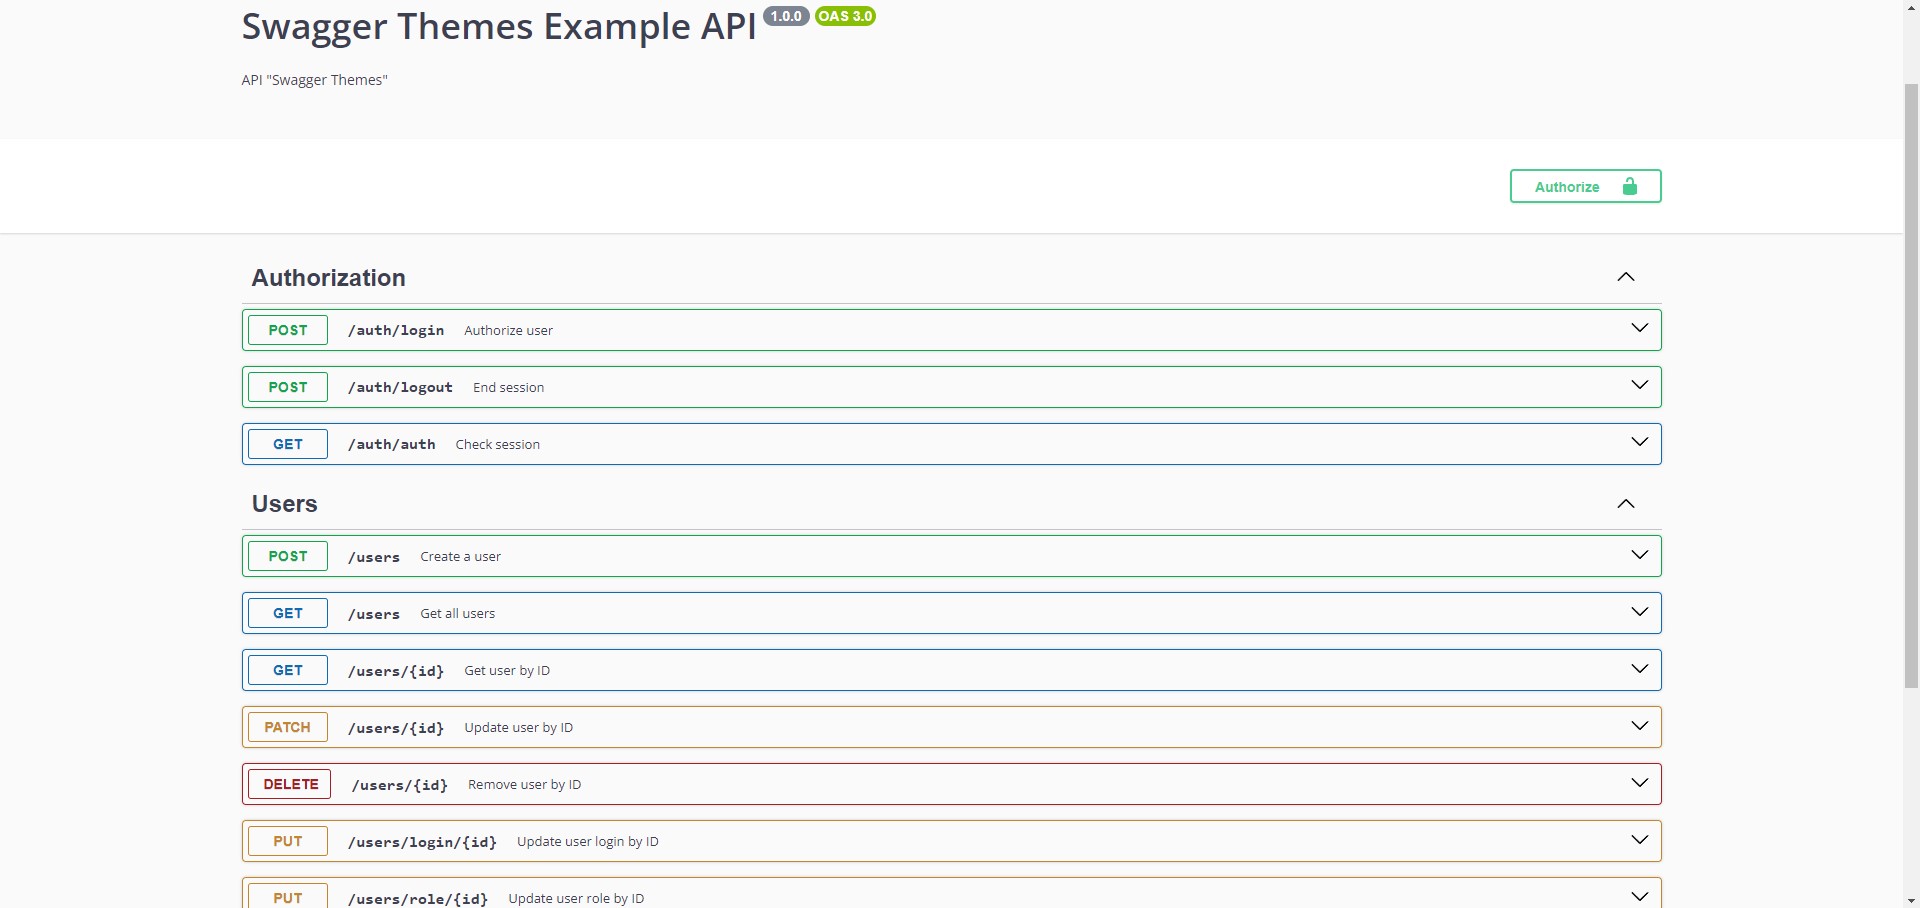 Swagger Themes Example API 1.0.0 OAS 3.0
API "Swagger Themes"
Authorize
Authorization
POST /auth/login Authorize user
POST /auth/logout End session
GET /auth/auth Check session
Users
POST /users Create a user
GET /users Get all users
GET /users/{id} Get user by ID
PATCH /users/{id} Update user by ID
DELETE /users/{id} Remove user by ID
PUT /users/login/{id} Update user login by ID
PUT /users/role/{id} Update user role by ID